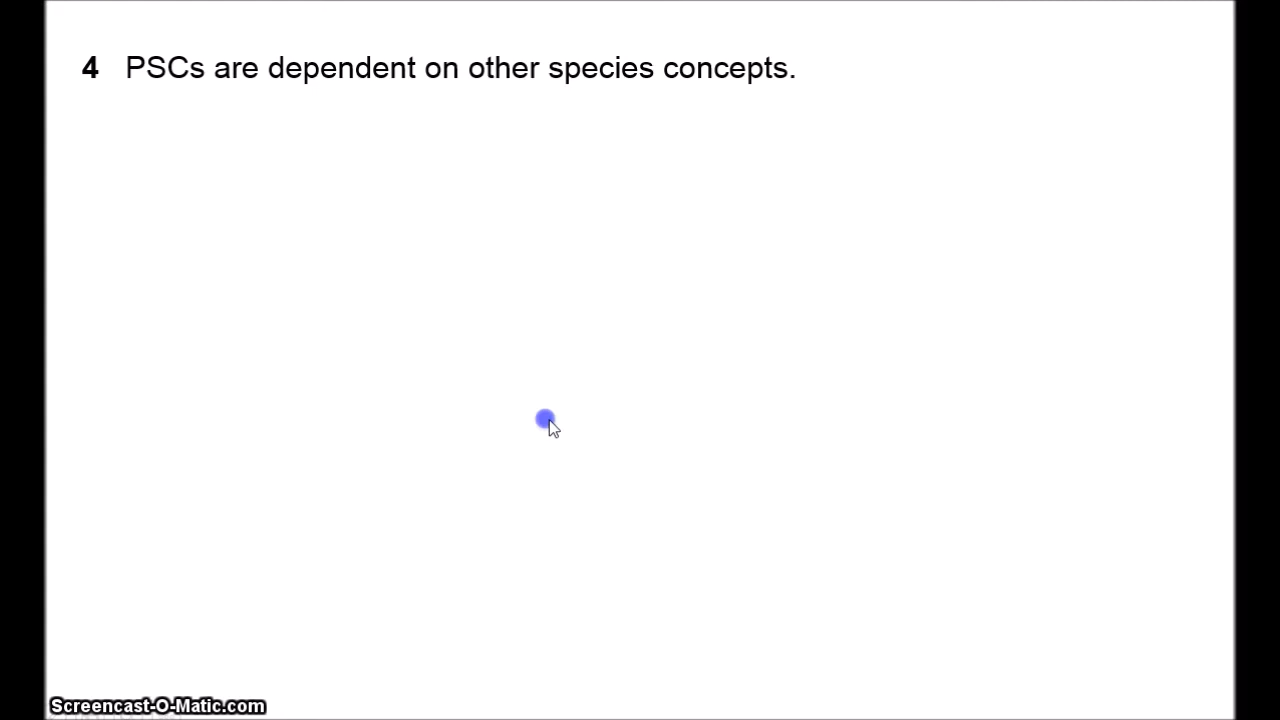 4 PSCs are dependent on other species concepts.
Screencast-O-Matic.com